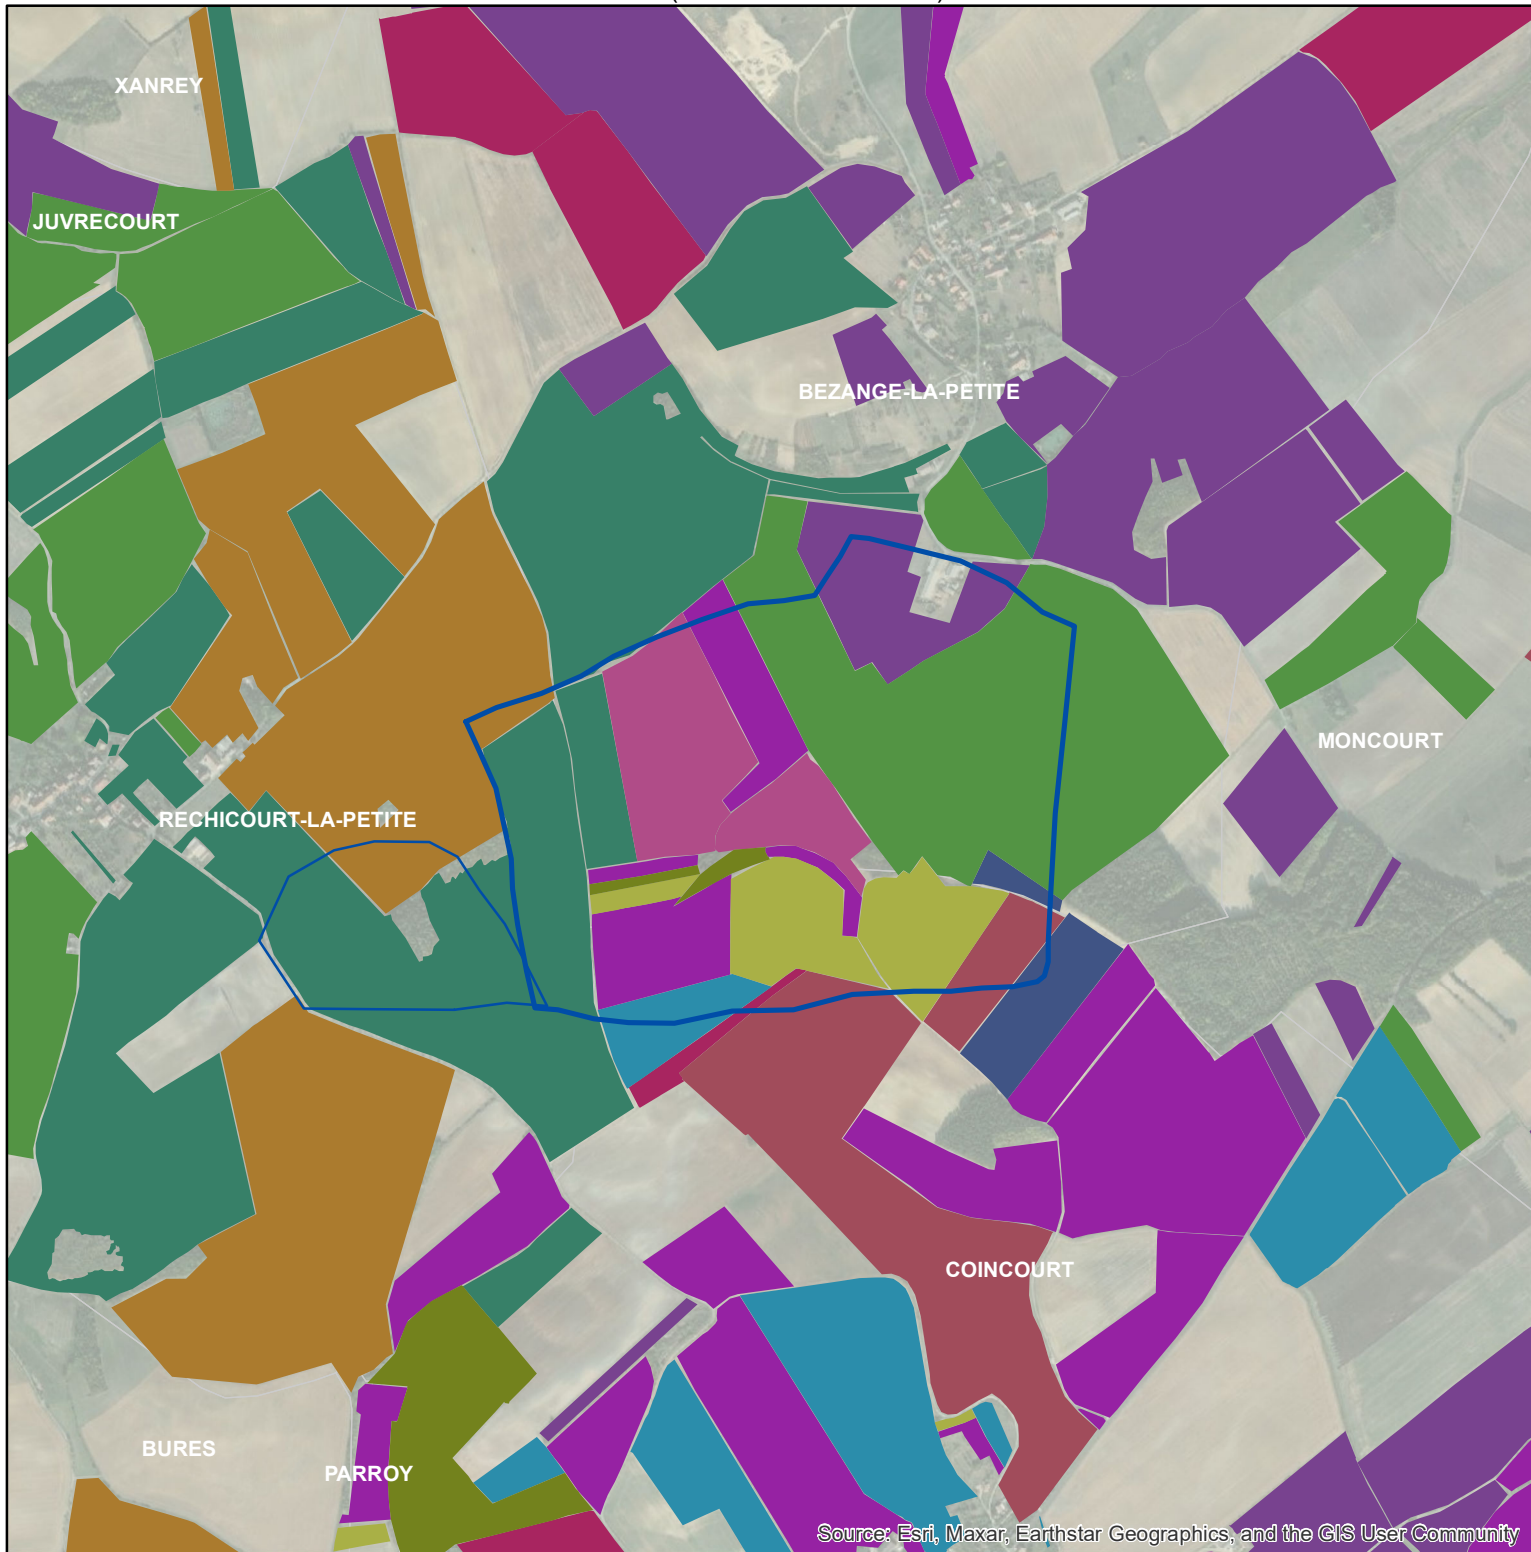 XANREY
JUVRECOURT
BEZANGE-LA-PETITE
MONCOURT
RECHICOURT-LA-PETITE
COINCOURT
BURES
PARROY
Source: Esri, Maxar, Earthstar Geographics, and the GIS User Community